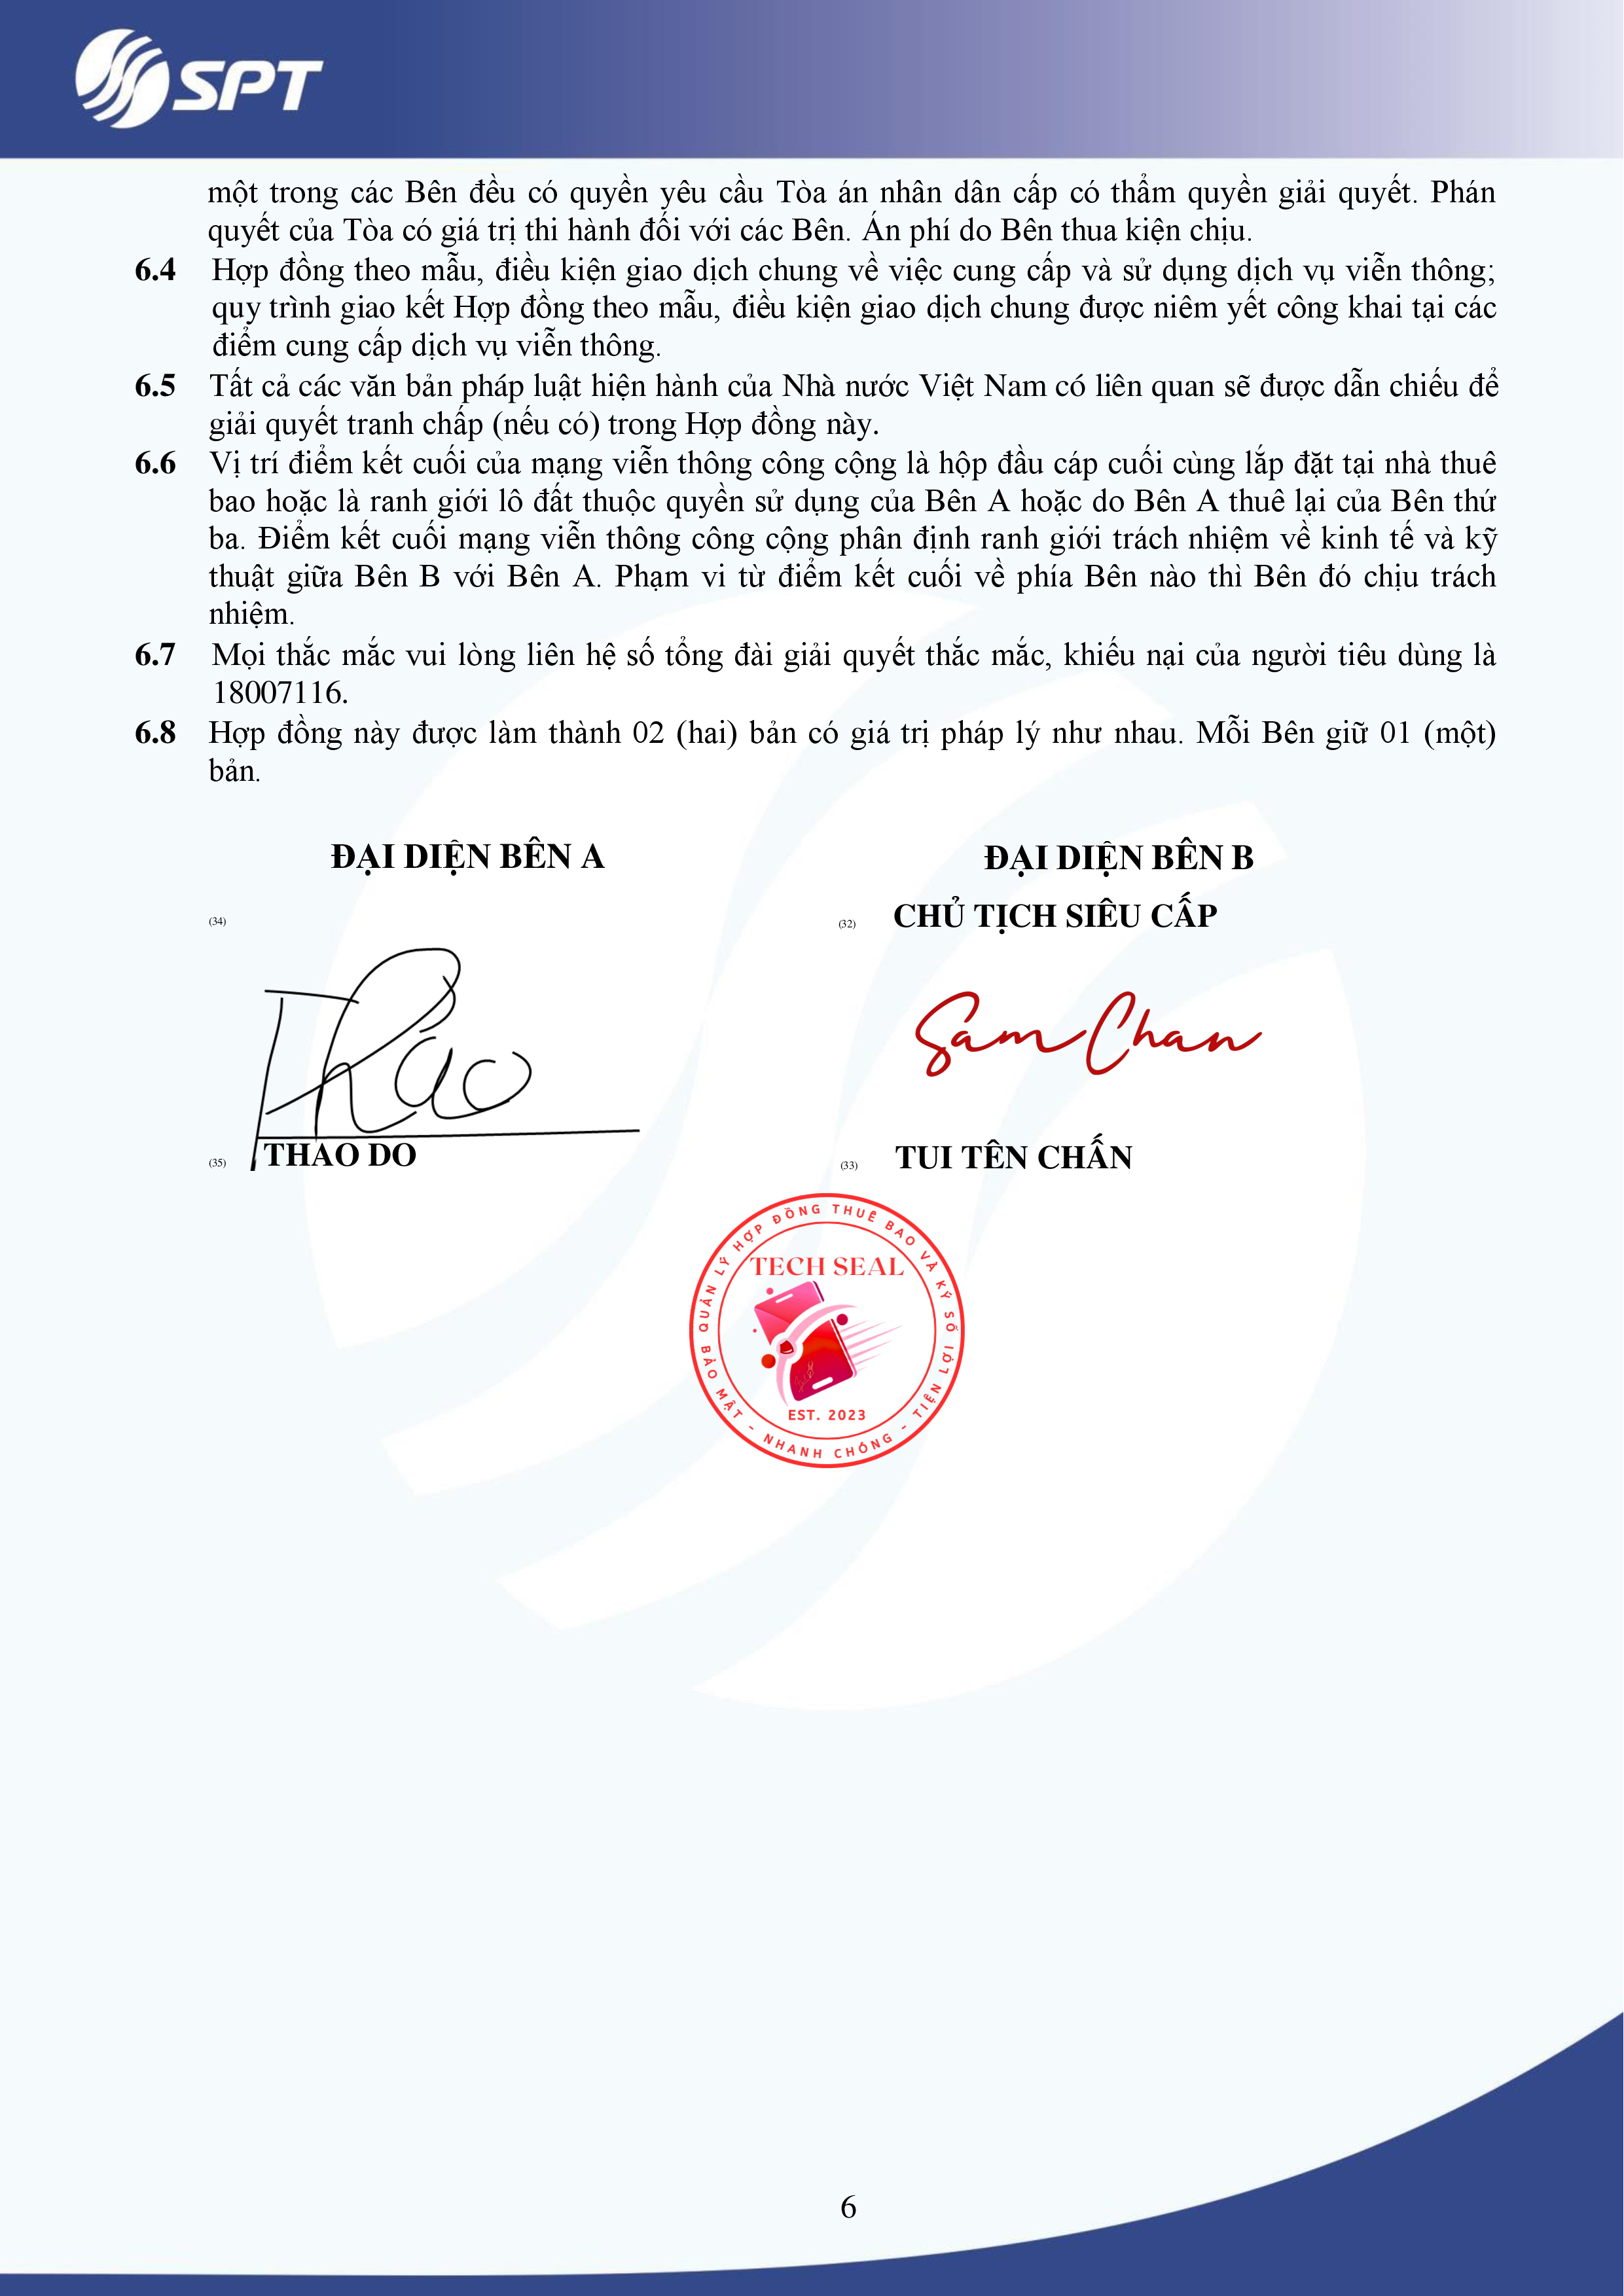 SPT
một trong các Bên đều có quyền yêu cầu Tòa án nhân dân cấp có thẩm quyền giải quyết. Phán
quyết của Tòa có giá trị thi hành đối với các Bên. Án phí do Bên thua kiện chịu.
6.4 Hợp đồng theo mẫu, điều kiện giao dịch chung về việc cung cấp và sử dụng dịch vụ viễn thông;
quy trình giao kết Hợp đồng theo mẫu, điều kiện giao dịch chung được niêm yết công khai tại các
điểm cung cấp dịch vụ viễn thông.
6.5 Tất cả các văn bản pháp luật hiện hành của Nhà nước Việt Nam có liên quan sẽ được dẫn chiếu để
giải quyết tranh chấp (nếu có) trong Hợp đồng này.
6.6 Vị trí điểm kết cuối của mạng viễn thông công cộng là hộp đầu cáp cuối cùng lắp đặt tại nhà thuê
bao hoặc là ranh giới lô đất thuộc quyền sử dụng của Bên A hoặc do Bên A thuê lại của Bên thứ
ba. Điểm kết cuối mạng viễn thông công cộng phân định ranh giới trách nhiệm về kinh tế và kỹ
thuật giữa Bên B với Bên A. Phạm vi từ điểm kết cuối về phía Bên nào thì Bên đó chịu trách
nhiệm.
6.7 Mọi thắc mắc vui lòng liên hệ số tổng đài giải quyết thắc mắc, khiếu nại của người tiêu dùng là
18007116.
6.8 Hợp đồng này được làm thành 02 (hai) bản có giá trị pháp lý như nhau. Mỗi Bên giữ 01 (một)
bản.
ĐẠI DIỆN BÊN A ĐẠI DIỆN BÊN B
(34) (32) CHỦ TỊCH SIÊU CẤP
Thảo Sam Chan
(35) THAO DO (33) TUI TÊN CHẤN
QUẢN LÝ HỢP ĐỒNG THUÊ BAO VÀ KÝ SỐ
TECH SEAL
EST. 2023
BẢO MẬT - NHANH CHÓNG - TIỆN LỢI
6